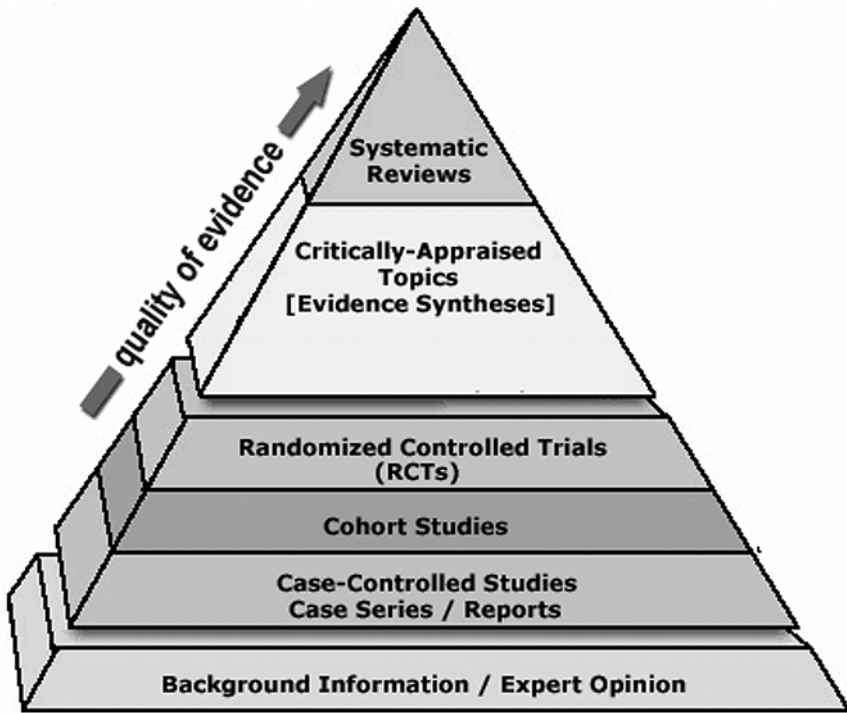 quality of evidence
Systematic
Reviews
Critically-Appraised
Topics
[Evidence Syntheses]
Randomized Controlled Trials
(RCTs)
Cohort Studies
Case-Controlled Studies
Case Series / Reports
Background Information / Expert Opinion